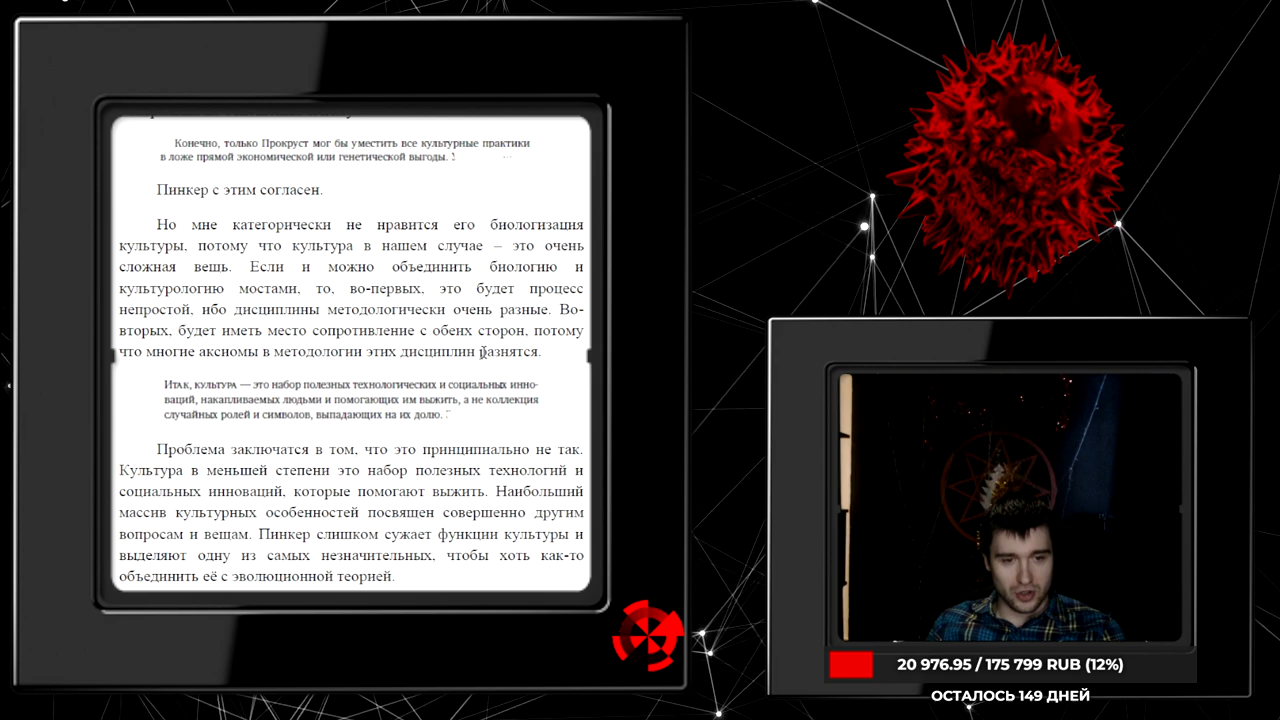 Конечно, только Прокруст мог бы уместить все культурные практики
в ложе прямой экономической или генетической выгоды.
Пинкер с этим согласен.
Но мне категорически не нравится его биологизация
культуры, потому что культура в нашем случае – это очень
сложная вещь. Если и можно объединить биологию и
культурологию мостами, то, во-первых, это будет процесс
непростой, ибо дисциплины методологически очень разные. Во-
вторых, будет иметь место сопротивление с обеих сторон, потому
что многие аксиомы в методологии этих дисциплин разнятся.
Итак, культура — это набор полезных технологических и социальных инно-
ваций, накапливаемых людьми и помогающих им выжить, а не коллекция
случайных ролей и символов, выпадающих на их долю.
Проблема заключатся в том, что это принципиально не так.
Культура в меньшей степени это набор полезных технологий и
социальных инноваций, которые помогают выжить. Наибольший
массив культурных особенностей посвящен совершенно другим
вопросам и вещам. Пинкер слишком сужает функции культуры и
выделяют одну из самых незначительных, чтобы хоть как-то
объединить её с эволюционной теорией.
20 976.95 / 175 799 RUB (12%)
ОСТАЛОСЬ 149 ДНЕЙ